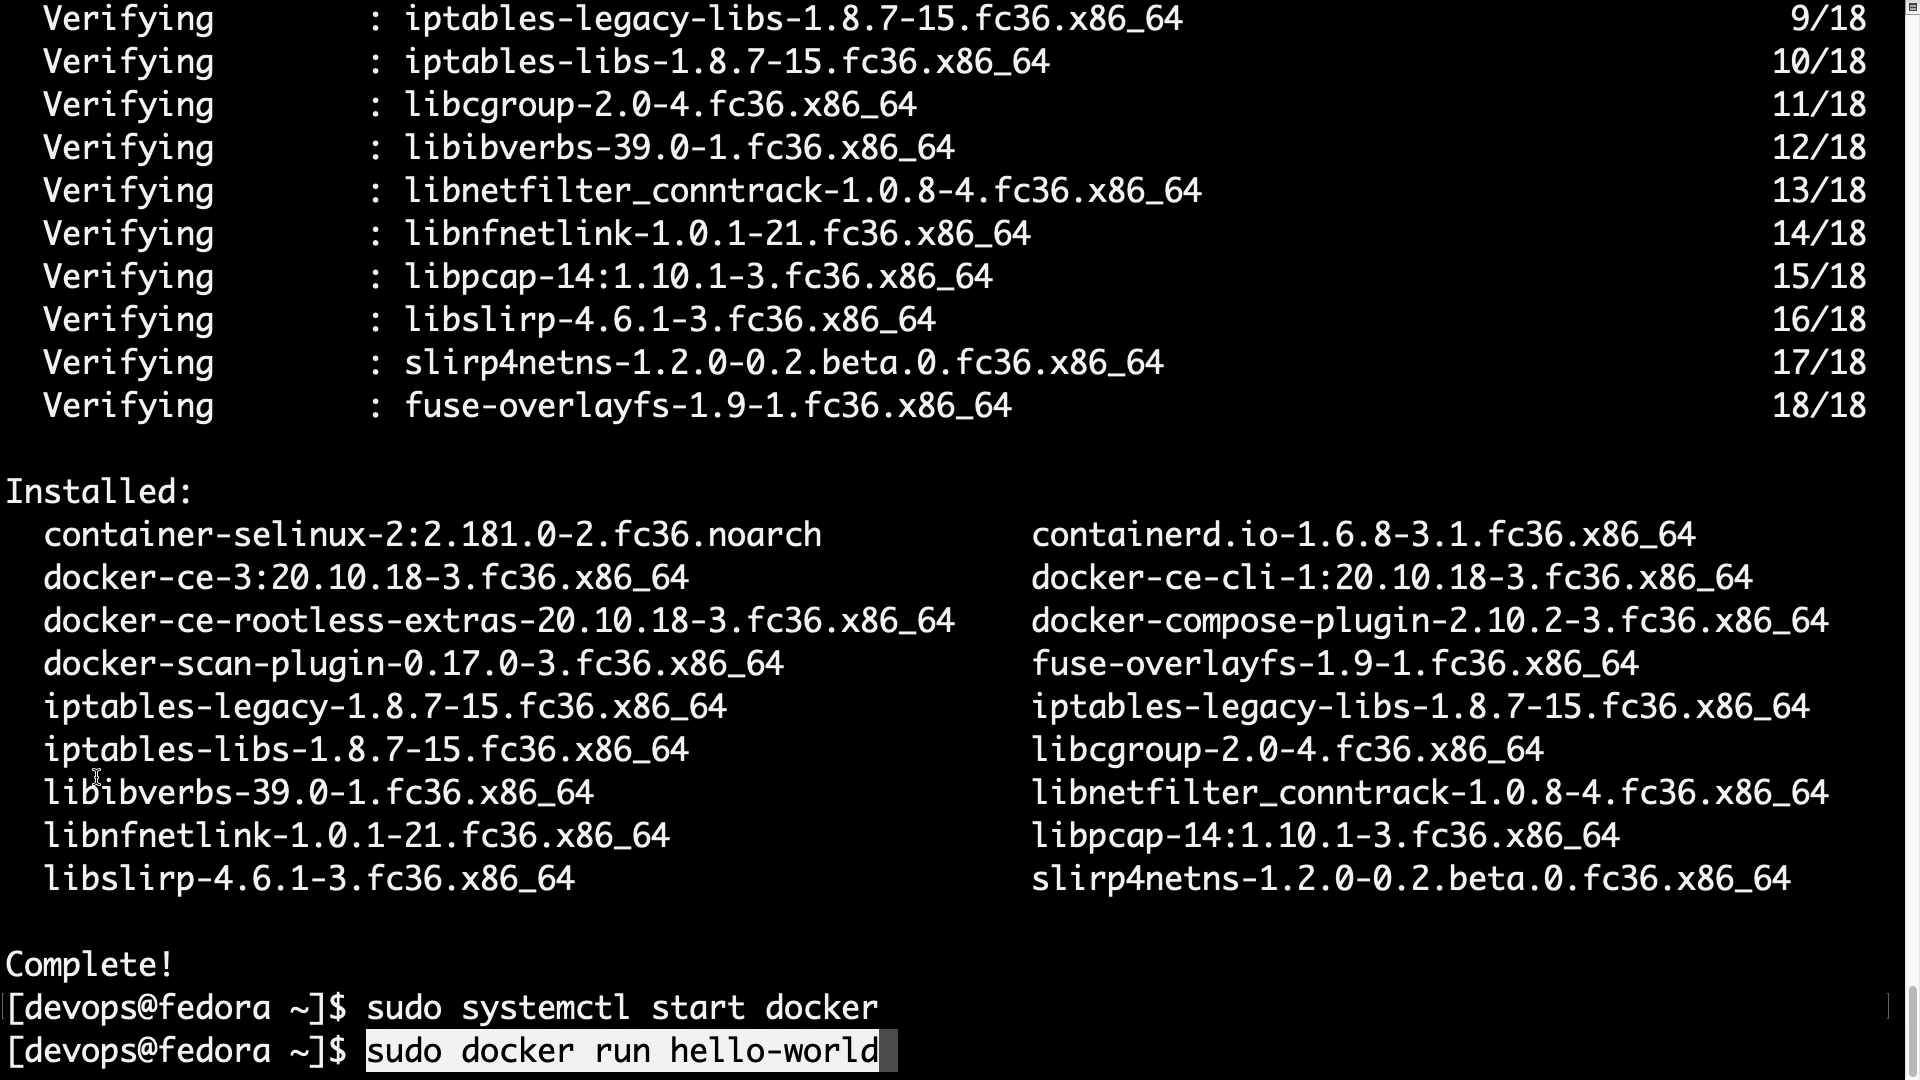 Verifying : iptables-legacy-libs-1.8.7-15.fc36.x86_64 9/18
Verifying : iptables-libs-1.8.7-15.fc36.x86_64 10/18
Verifying : libcgroup-2.0-4.fc36.x86_64 11/18
Verifying : libibverbs-39.0-1.fc36.x86_64 12/18
Verifying : libnetfilter_conntrack-1.0.8-4.fc36.x86_64 13/18
Verifying : libnfnetlink-1.0.1-21.fc36.x86_64 14/18
Verifying : libpcap-14:1.10.1-3.fc36.x86_64 15/18
Verifying : libslirp-4.6.1-3.fc36.x86_64 16/18
Verifying : slirp4netns-1.2.0-0.2.beta.0.fc36.x86_64 17/18
Verifying : fuse-overlayfs-1.9-1.fc36.x86_64 18/18
Installed:
container-selinux-2:2.181.0-2.fc36.noarch containerd.io-1.6.8-3.1.fc36.x86_64
docker-ce-3:20.10.18-3.fc36.x86_64 docker-ce-cli-1:20.10.18-3.fc36.x86_64
docker-ce-rootless-extras-20.10.18-3.fc36.x86_64 docker-compose-plugin-2.10.2-3.fc36.x86_64
docker-scan-plugin-0.17.0-3.fc36.x86_64 fuse-overlayfs-1.9-1.fc36.x86_64
iptables-legacy-1.8.7-15.fc36.x86_64 iptables-legacy-libs-1.8.7-15.fc36.x86_64
iptables-libs-1.8.7-15.fc36.x86_64 libcgroup-2.0-4.fc36.x86_64
libibverbs-39.0-1.fc36.x86_64 libnetfilter_conntrack-1.0.8-4.fc36.x86_64
libnfnetlink-1.0.1-21.fc36.x86_64 libpcap-14:1.10.1-3.fc36.x86_64
libslirp-4.6.1-3.fc36.x86_64 slirp4netns-1.2.0-0.2.beta.0.fc36.x86_64
Complete!
[devops@fedora ~]$ sudo systemctl start docker
[devops@fedora ~]$ sudo docker run hello-world